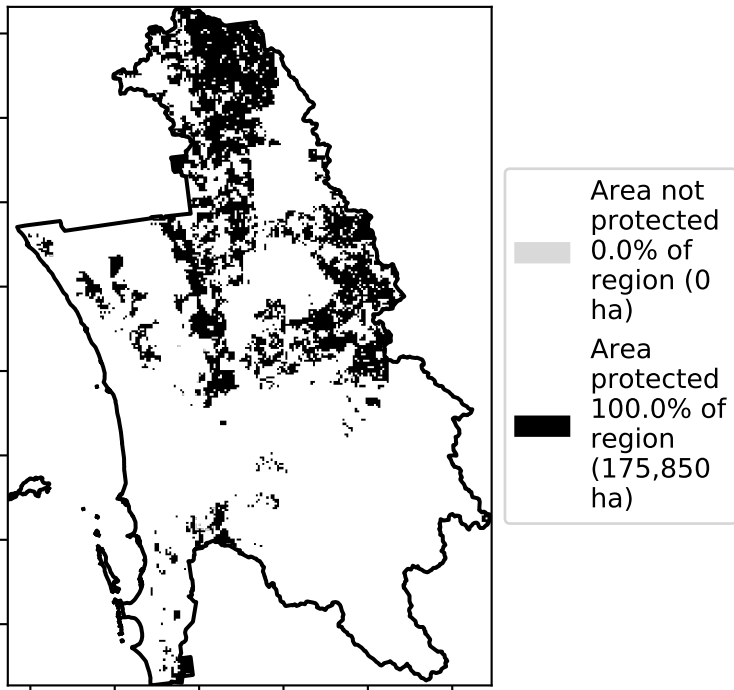 Area not
protected
0.0% of
region (0
ha)
Area
protected
100.0% of
region
(175,850
ha)